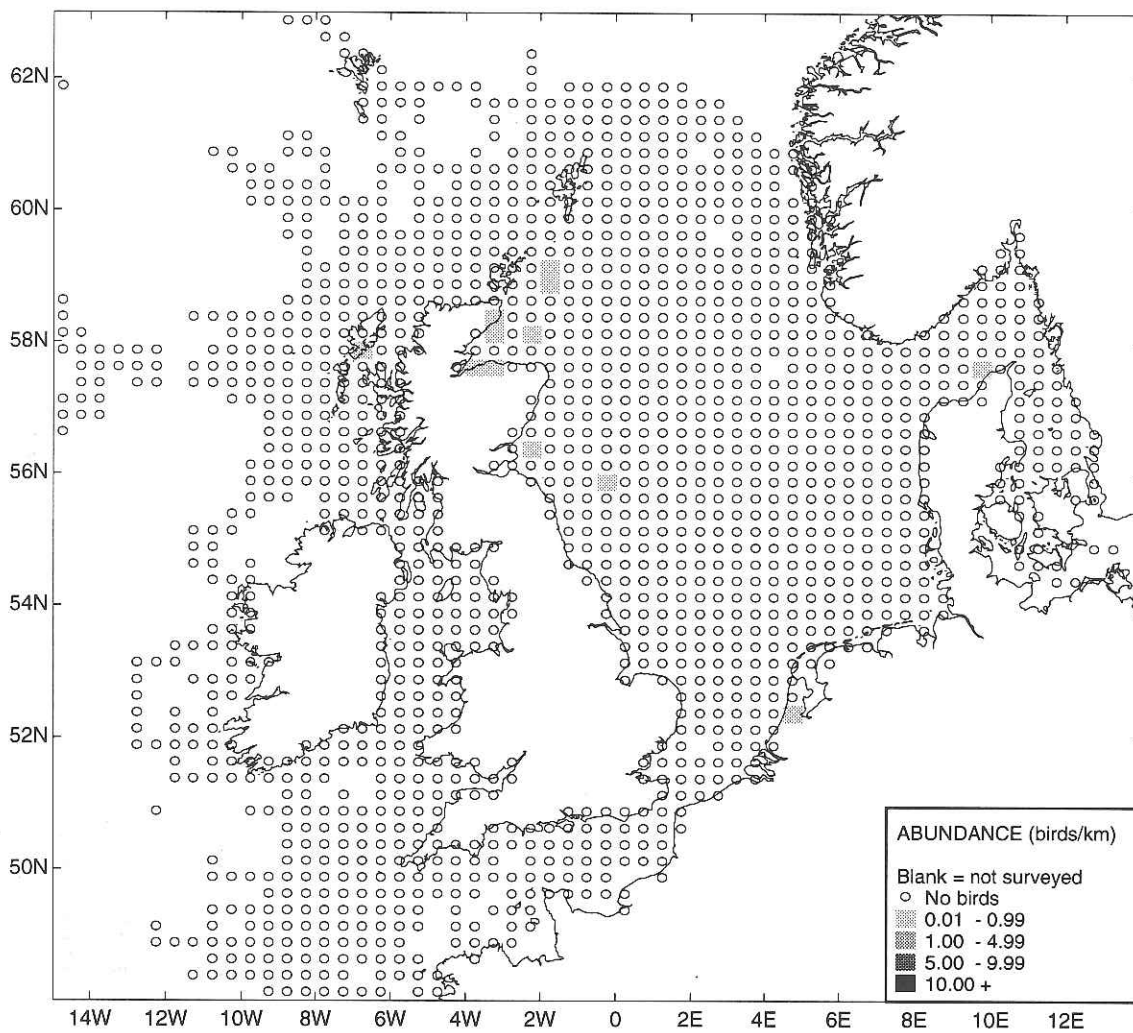 62N
60N
58N
56N
54N
52N
50N
ABUNDANCE (birds/km)
Blank = not surveyed
No birds
0.01 - 0.99
1.00 - 4.99
5.00 - 9.99
10.00 +
14W 12W 10W 8W 6W 4W 2W 0 2E 4E 6E 8E 10E 12E